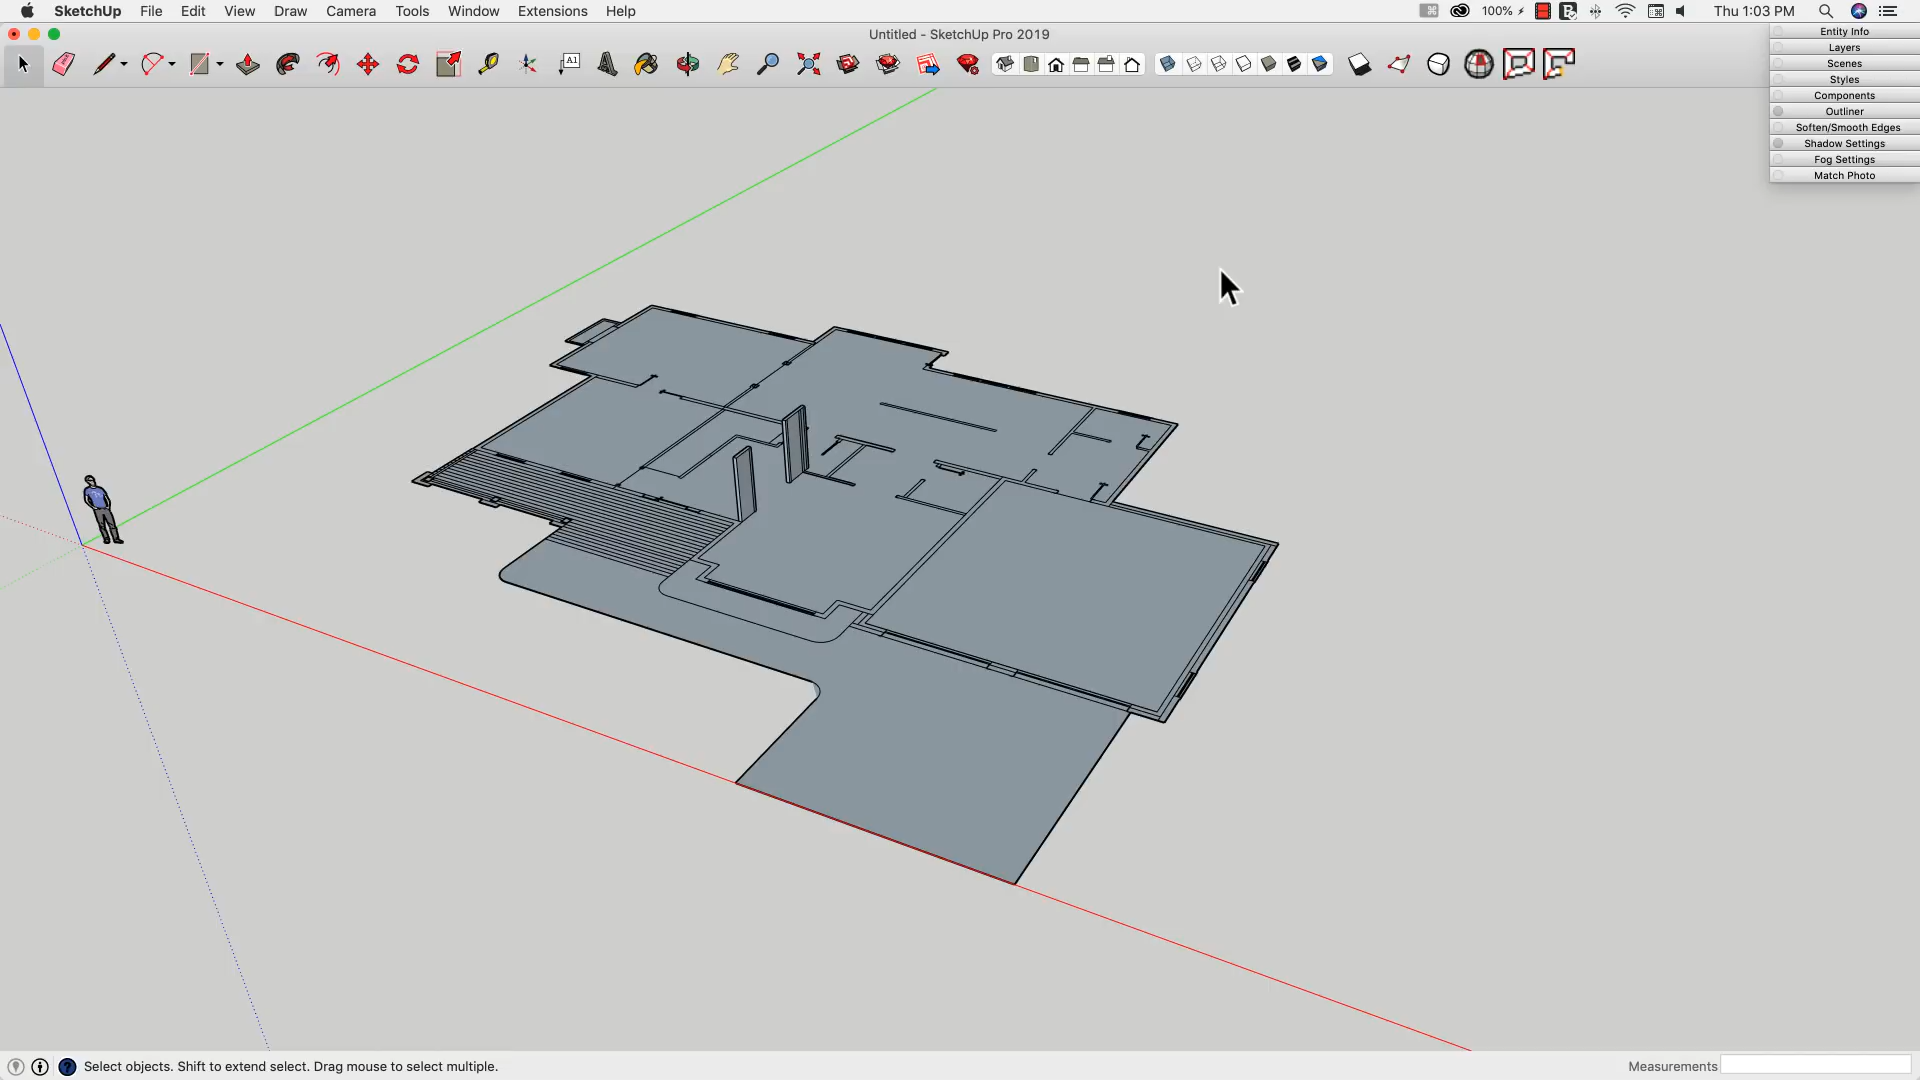 SketchUp File Edit View Draw Camera Tools Window Extensions Help 100% Thu 1:03 PM
Untitled - SketchUp Pro 2019
A1
Entity Info
Layers
Scenes
Styles
Components
Outliner
Soften/Smooth Edges
Shadow Settings
Fog Settings
Match Photo
Select objects. Shift to extend select. Drag mouse to select multiple.
Measurements